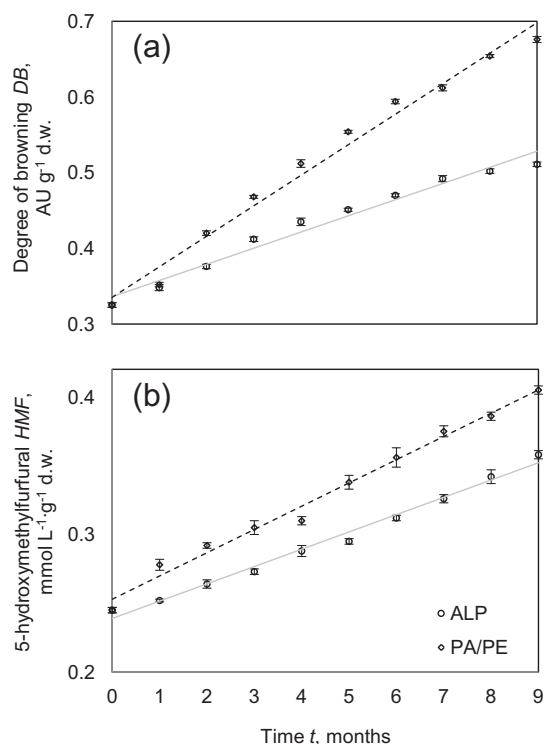 0.7
(a)
0.6
0.5
0.4
0.3
Degree of browning DB,
AU g⁻¹ d.w.
(b)
0.4
0.3
0.2
5-hydroxymethylfurfural HMF,
mmol L⁻¹·g⁻¹ d.w.
ALP
PA/PE
0 1 2 3 4 5 6 7 8 9
Time t, months